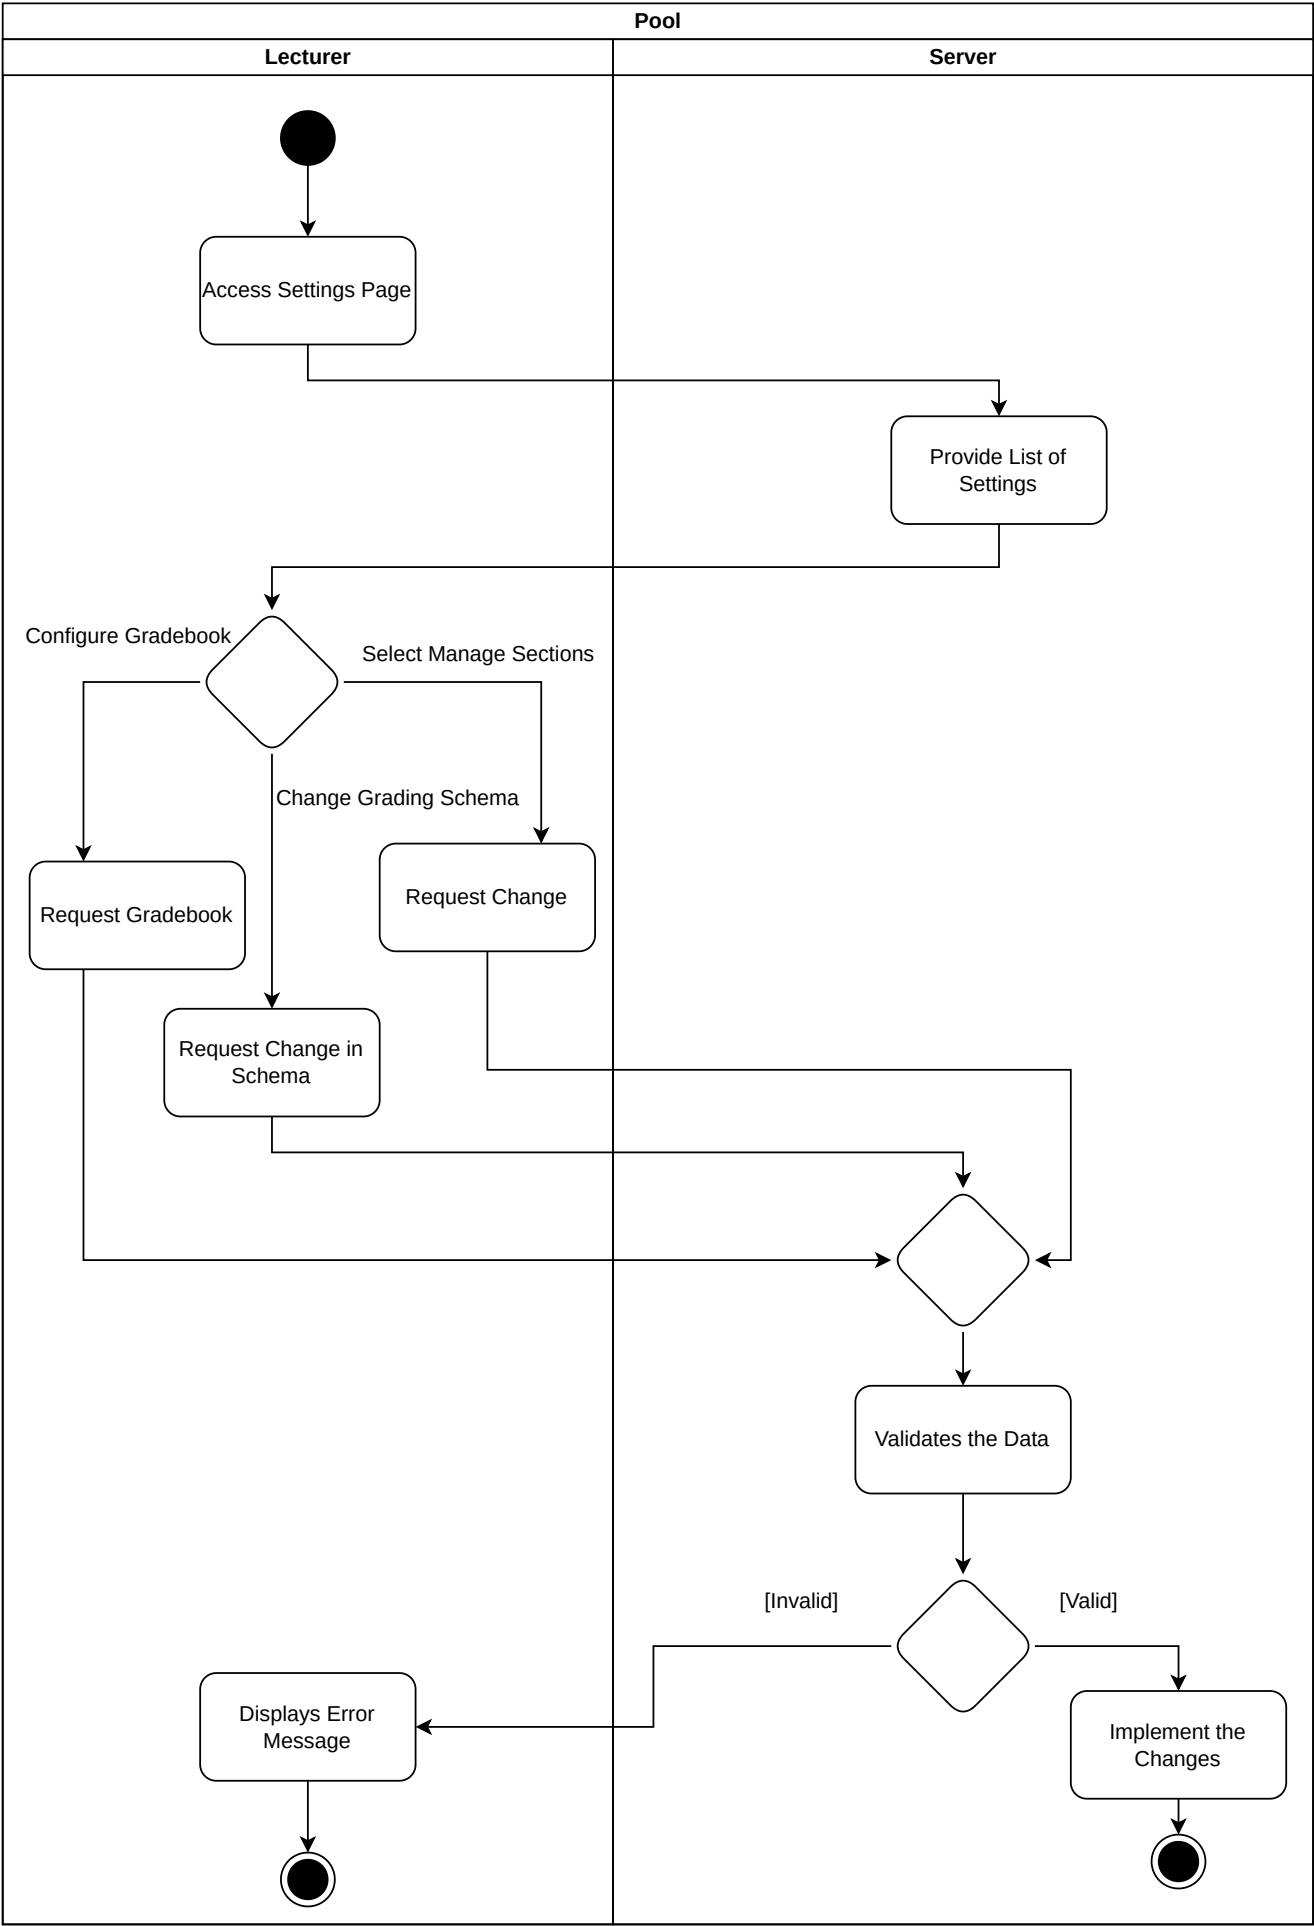 Pool
Lecturer
Server
Access Settings Page
Provide List of
Settings
Configure Gradebook
Select Manage Sections
Change Grading Schema
Request Change
Request Gradebook
Request Change in
Schema
Validates the Data
[Invalid]
[Valid]
Displays Error
Message
Implement the
Changes